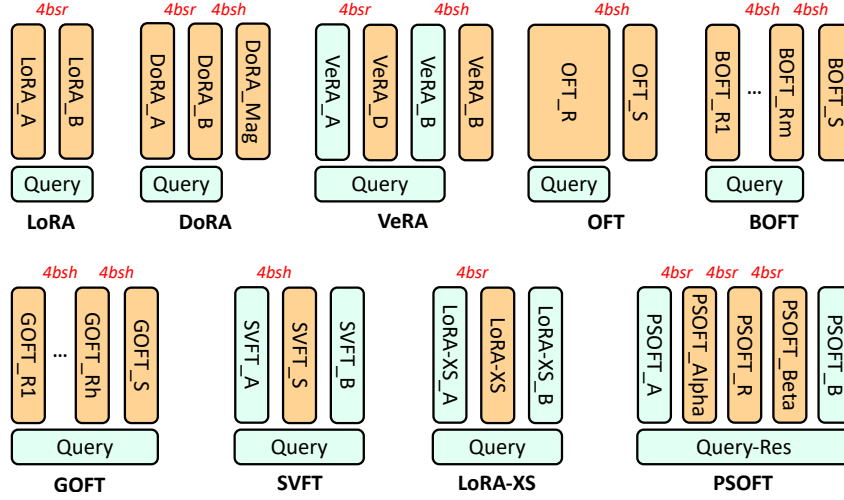 4bsr 4bsr 4bsh 4bsr 4bsh 4bsh 4bsh 4bsh
LoRA_A
LoRA_B
DoRA_A
DoRA_B
DoRA_Mag
VeRA_A
VeRA_D
VeRA_B
VeRA_B
OFT_R
OFT_S
BOFT_R1
...
BOFT_Rm
BOFT_S
Query Query Query Query Query
LoRA DoRA VeRA OFT BOFT
4bsh 4bsh 4bsh 4bsr 4bsr 4bsr 4bsr
GOFT_R1
...
GOFT_Rh
GOFT_S
SVFT_A
SVFT_S
SVFT_B
LoRA-XS_A
LoRA-XS
LoRA-XS_B
PSOFT_A
PSOFT_Alpha
PSOFT_R
PSOFT_Beta
PSOFT_B
Query Query Query Query-Res
GOFT SVFT LoRA-XS PSOFT